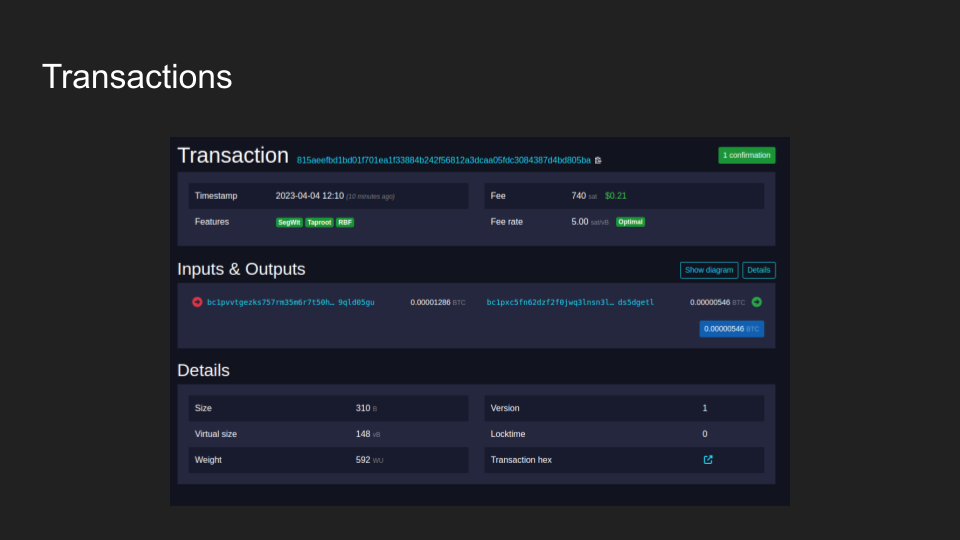 Transactions
Transaction 815aeefbd1bd01f701ea1f33884b242f56812a3dcaa05fdc3084387d4bd805ba 1 confirmation
Timestamp 2023-04-04 12:10 (10 minutes ago) Fee 740 sat $0.21
Features SegWit Taproot RBF Fee rate 5.00 sat/vB Optimal
Inputs & Outputs Show diagram Details
bc1pvvtgezks757rm35m6r7t50h… 9qld05gu 0.00001286 BTC bc1pxc5fn62dzf2f0jwq3lnsn3l… ds5dgetl 0.00000546 BTC
0.00000546 BTC
Details
Size 310 B Version 1
Virtual size 148 vB Locktime 0
Weight 592 WU Transaction hex